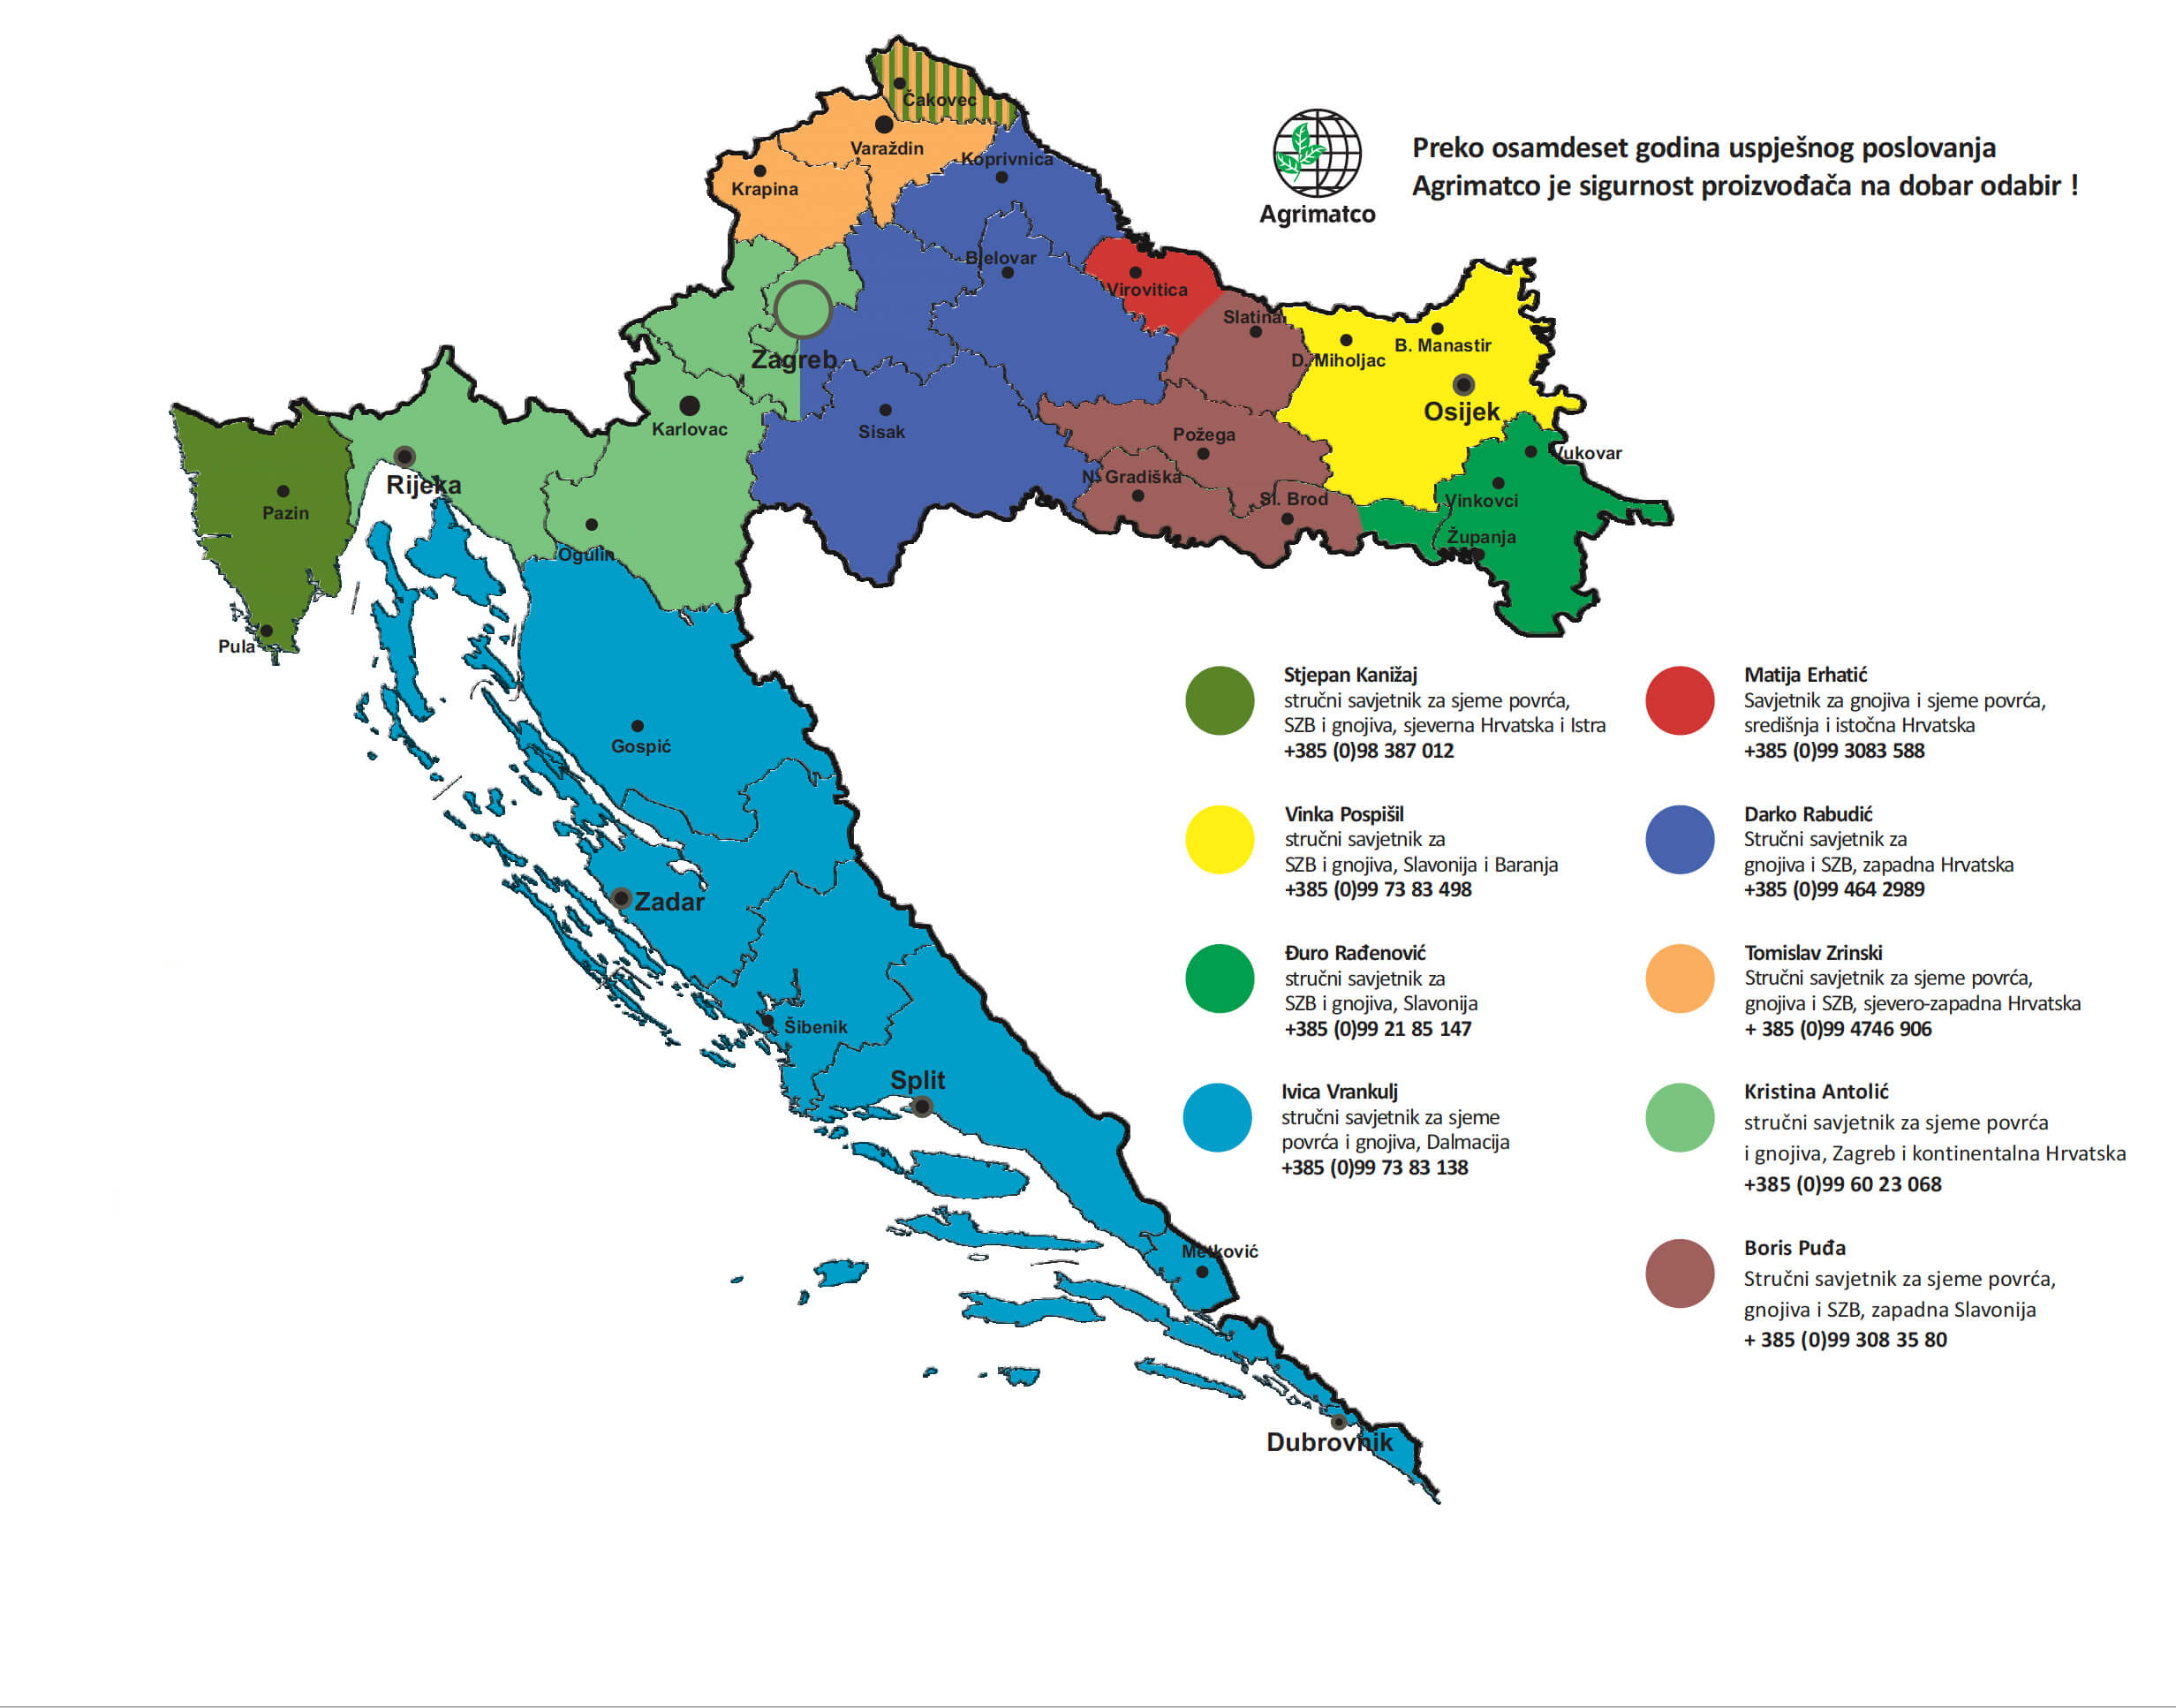 Čakovec
Varaždin
Koprivnica
Krapina
Bjelovar
Virovitica
Slatina
Zagreb
D. Miholjac
B. Manastir
Osijek
Karlovac
Sisak
Požega
Vukovar
Rijeka
N. Gradiška
Sl. Brod
Vinkovci
Pazin
Županja
Ogulin
Pula
Gospić
Zadar
Šibenik
Split
Metković
Dubrovnik
Agrimatco
Preko osamdeset godina uspješnog poslovanja
Agrimatco je sigurnost proizvođača na dobar odabir !
Stjepan Kanižaj
stručni savjetnik za sjeme povrća,
SZB i gnojiva, sjeverna Hrvatska i Istra
+385 (0)98 387 012
Vinka Pospišil
stručni savjetnik za
SZB i gnojiva, Slavonija i Baranja
+385 (0)99 73 83 498
Đuro Rađenović
stručni savjetnik za
SZB i gnojiva, Slavonija
+385 (0)99 21 85 147
Ivica Vrankulj
stručni savjetnik za sjeme
povrća i gnojiva, Dalmacija
+385 (0)99 73 83 138
Matija Erhatić
Savjetnik za gnojiva i sjeme povrća,
središnja i istočna Hrvatska
+385 (0)99 3083 588
Darko Rabudić
Stručni savjetnik za
gnojiva i SZB, zapadna Hrvatska
+385 (0)99 464 2989
Tomislav Zrinski
Stručni savjetnik za sjeme povrća,
gnojiva i SZB, sjevero-zapadna Hrvatska
+ 385 (0)99 4746 906
Kristina Antolić
stručni savjetnik za sjeme povrća
i gnojiva, Zagreb i kontinentalna Hrvatska
+385 (0)99 60 23 068
Boris Puđa
Stručni savjetnik za sjeme povrća,
gnojiva i SZB, zapadna Slavonija
+ 385 (0)99 308 35 80